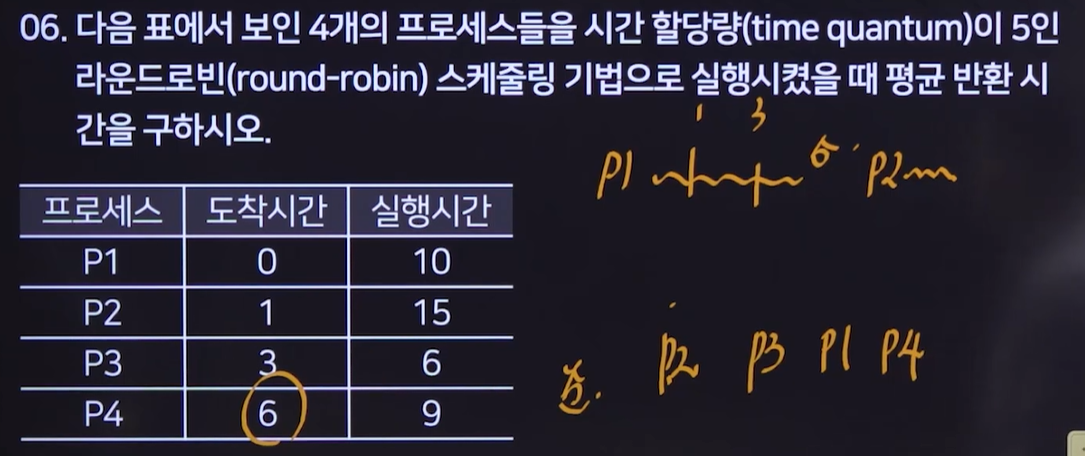 06. 다음 표에서 보인 4개의 프로세스들을 시간 할당량(time quantum)이 5인
라운드로빈(round-robin) 스케줄링 기법으로 실행시켰을 때 평균 반환 시
간을 구하시오.
1 3
P1 5 P2
프로세스 도착시간 실행시간
P1 0 10
P2 1 15
P3 3 6
P4 6 9
P2 P3 P1 P4